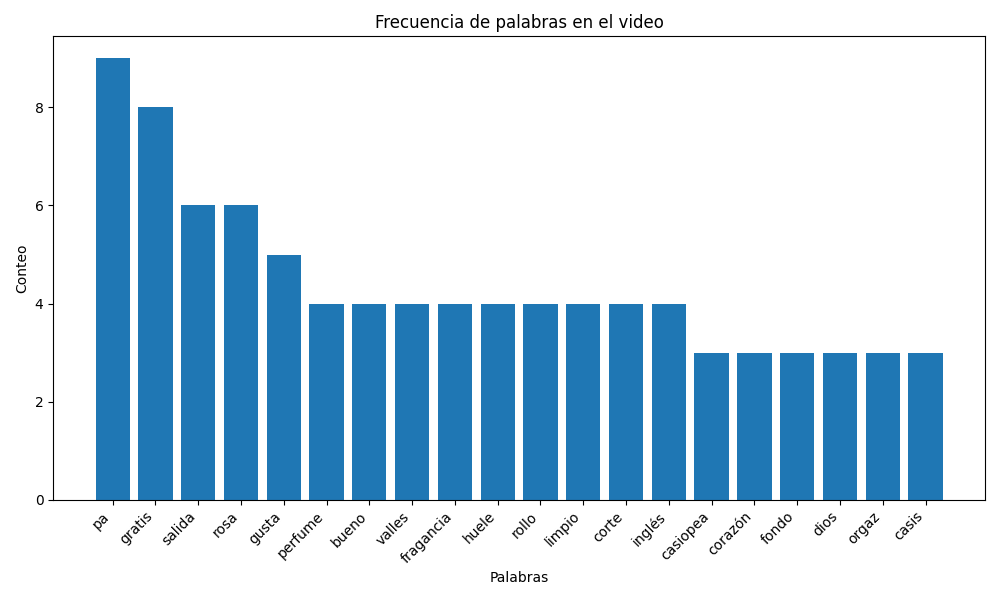 Frecuencia de palabras en el video
Conteo
8
6
4
2
0
pa
gratis
salida
rosa
gusta
perfume
bueno
valles
fragancia
huele
rollo
limpio
corte
inglés
casiopea
corazón
fondo
dios
orgaz
casis
Palabras